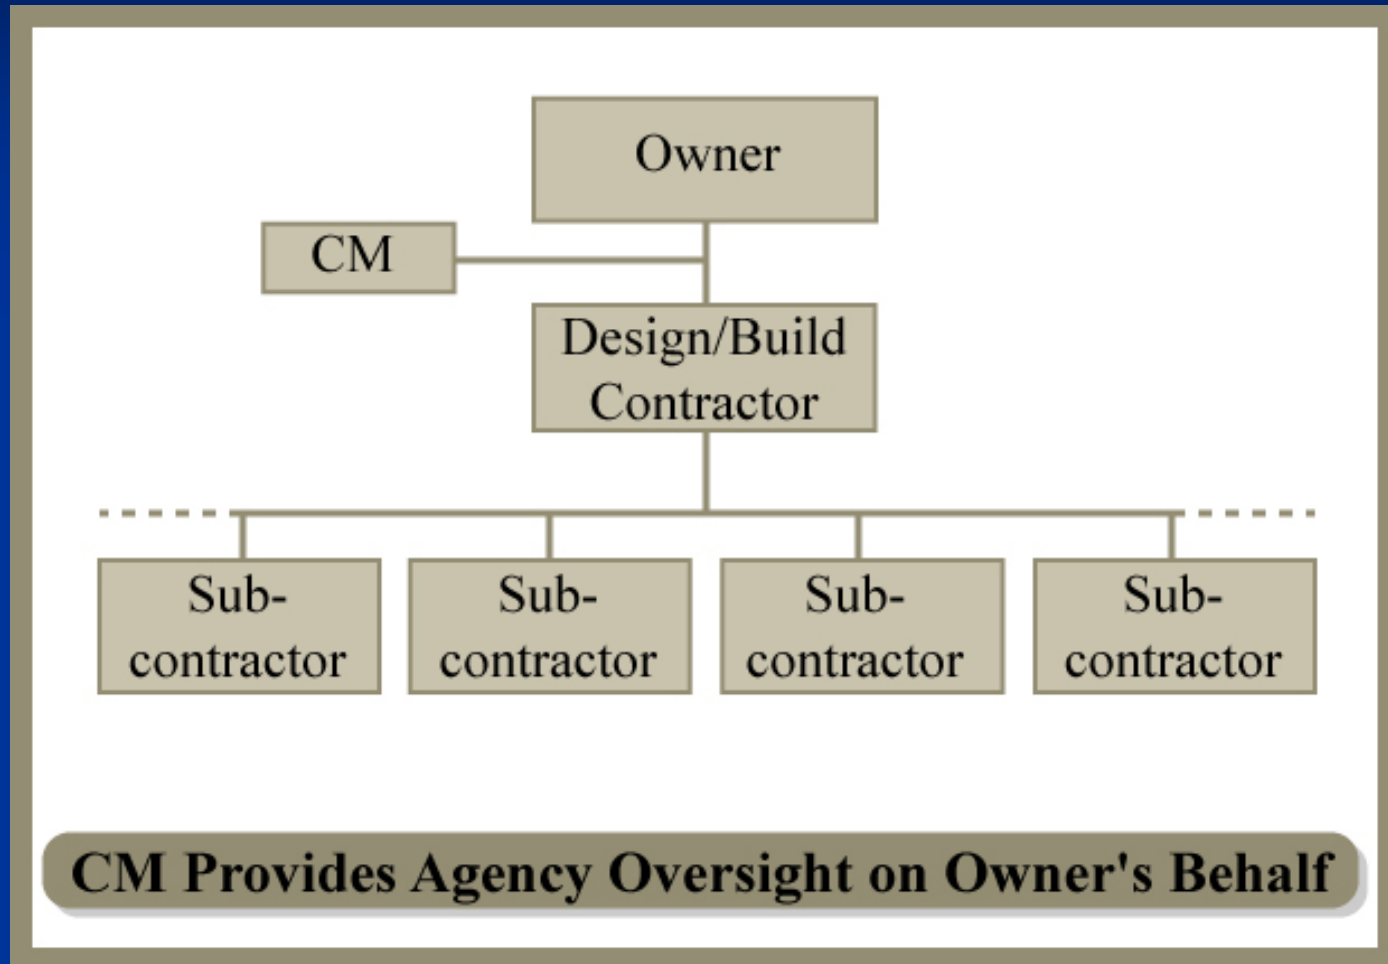 Owner
CM
Design/Build
Contractor
Sub-
contractor
Sub-
contractor
Sub-
contractor
Sub-
contractor
CM Provides Agency Oversight on Owner's Behalf